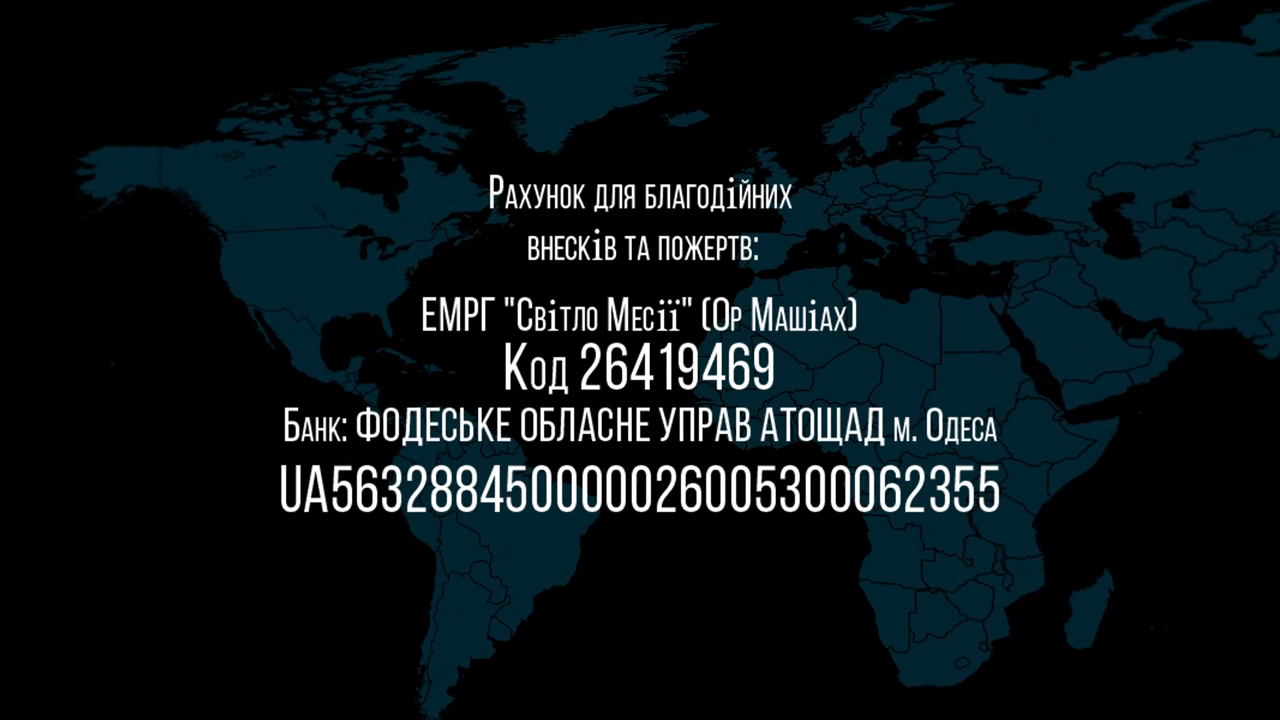 Рахунок для благодійних
внесків та пожертв:
ЕМРГ "Світло Месії" (Ор Машіах)
Код 26419469
Банк: ФОДЕСЬКЕ ОБЛАСНЕ УПРАВ АТОЩАД м. Одеса
UA563288450000026005300062355